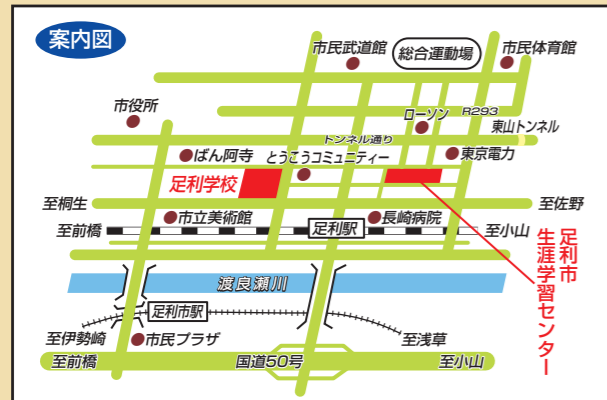 案内図
市民武道館
総合運動場
市民体育館
市役所
ローソン
R293
東山トンネル
トンネル通り
ばん阿寺
とうこうコミュニティー
東京電力
足利学校
至桐生
至佐野
市立美術館
足利駅
長崎病院
至前橋
至小山
足利市
生涯学習センター
渡良瀬川
足利市駅
至伊勢崎
市民プラザ
至浅草
至前橋
国道50号
至小山